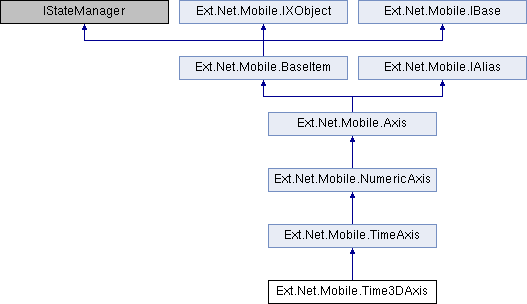 IStateManager
Ext.Net.Mobile.IXObject
Ext.Net.Mobile.IBase
Ext.Net.Mobile.BaseItem
Ext.Net.Mobile.IAlias
Ext.Net.Mobile.Axis
Ext.Net.Mobile.NumericAxis
Ext.Net.Mobile.TimeAxis
Ext.Net.Mobile.Time3DAxis